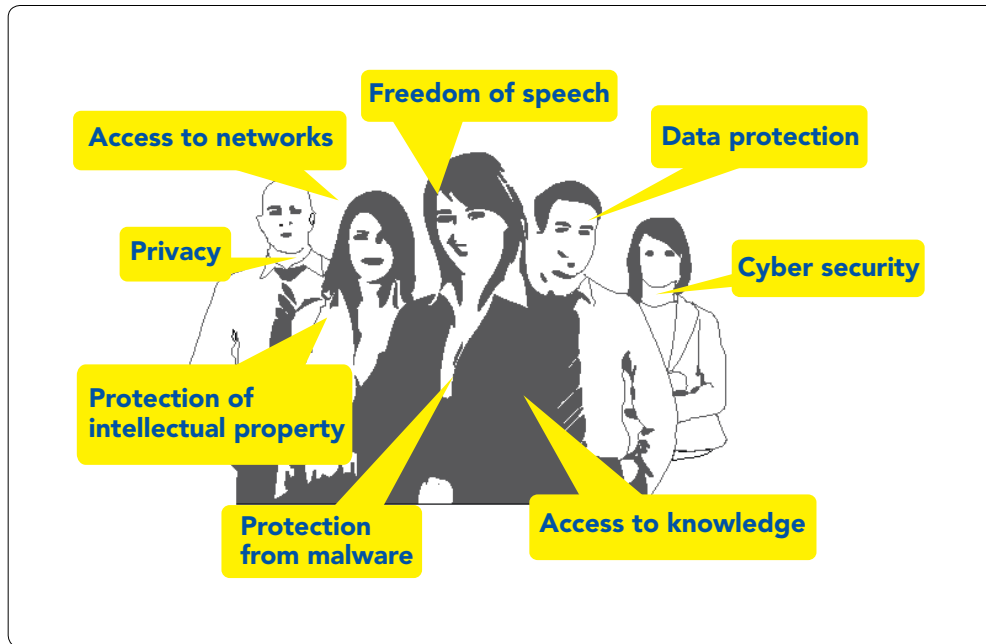 Freedom of speech
Access to networks
Data protection
Privacy
Cyber security
Protection of
intellectual property
Protection
from malware
Access to knowledge